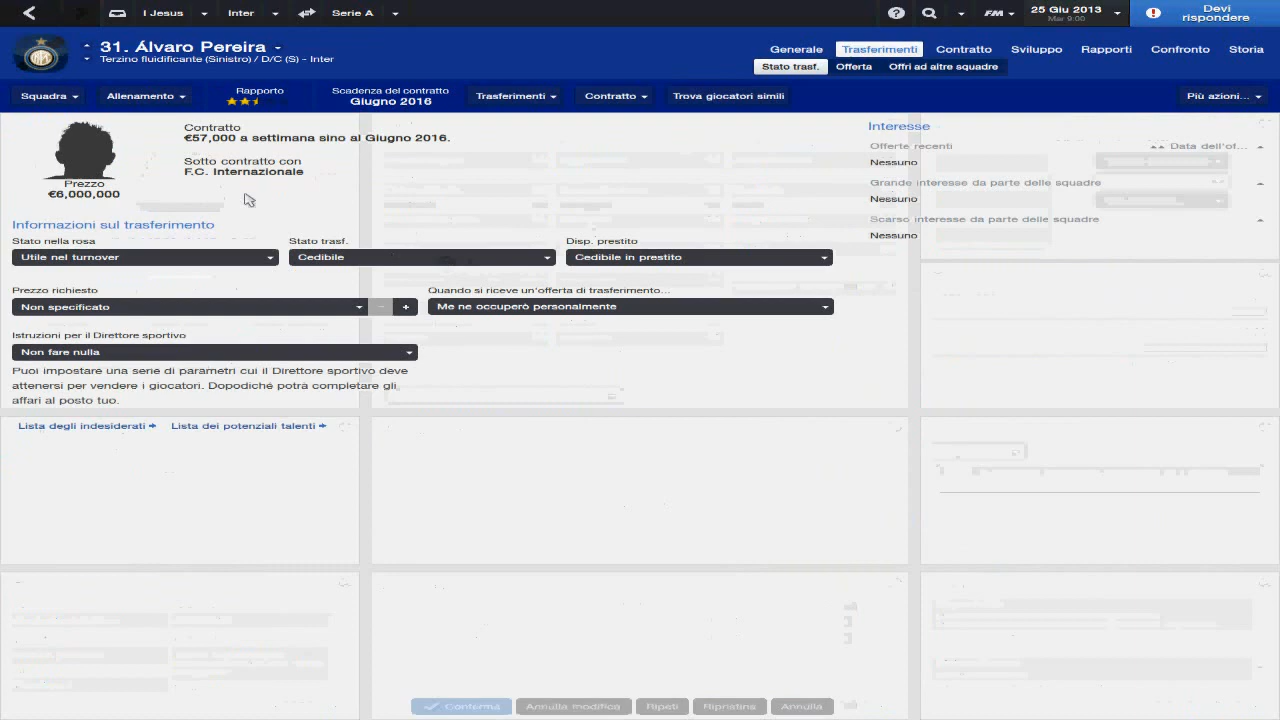 I Jesus
Inter
Serie A
?
FM
25 Giu 2013
Mar 9:00
Devi
rispondere
31. Álvaro Pereira
Terzino fluidificante (Sinistro) / D/C (S) - Inter
Generale Trasferimenti Contratto Sviluppo Rapporti Confronto Storia
Stato trasf. Offerta Offri ad altre squadre
Squadra
Allenamento
Rapporto
Scadenza del contratto
Giugno 2016
Trasferimenti
Contratto
Trova giocatori simili
Più azioni...
Prezzo
€6,000,000
Contratto
€57,000 a settimana sino al Giugno 2016.
Sotto contratto con
F.C. Internazionale
Interesse
Offerte recenti Data dell'of...
Nessuno
Grande interesse da parte delle squadre
Nessuno
Scarso interesse da parte delle squadre
Nessuno
Informazioni sul trasferimento
Stato nella rosa
Utile nel turnover
Stato trasf.
Cedibile
Disp. prestito
Cedibile in prestito
Prezzo richiesto
Non specificato
- +
Quando si riceve un'offerta di trasferimento...
Me ne occuperò personalmente
Istruzioni per il Direttore sportivo
Non fare nulla
Puoi impostare una serie di parametri cui il Direttore sportivo deve
attenersi per vendere i giocatori. Dopodiché potrà completare gli
affari al posto tuo.
Lista degli indesiderati Lista dei potenziali talenti
Conferma Annulla modifica Ripeti Ripristina Annulla